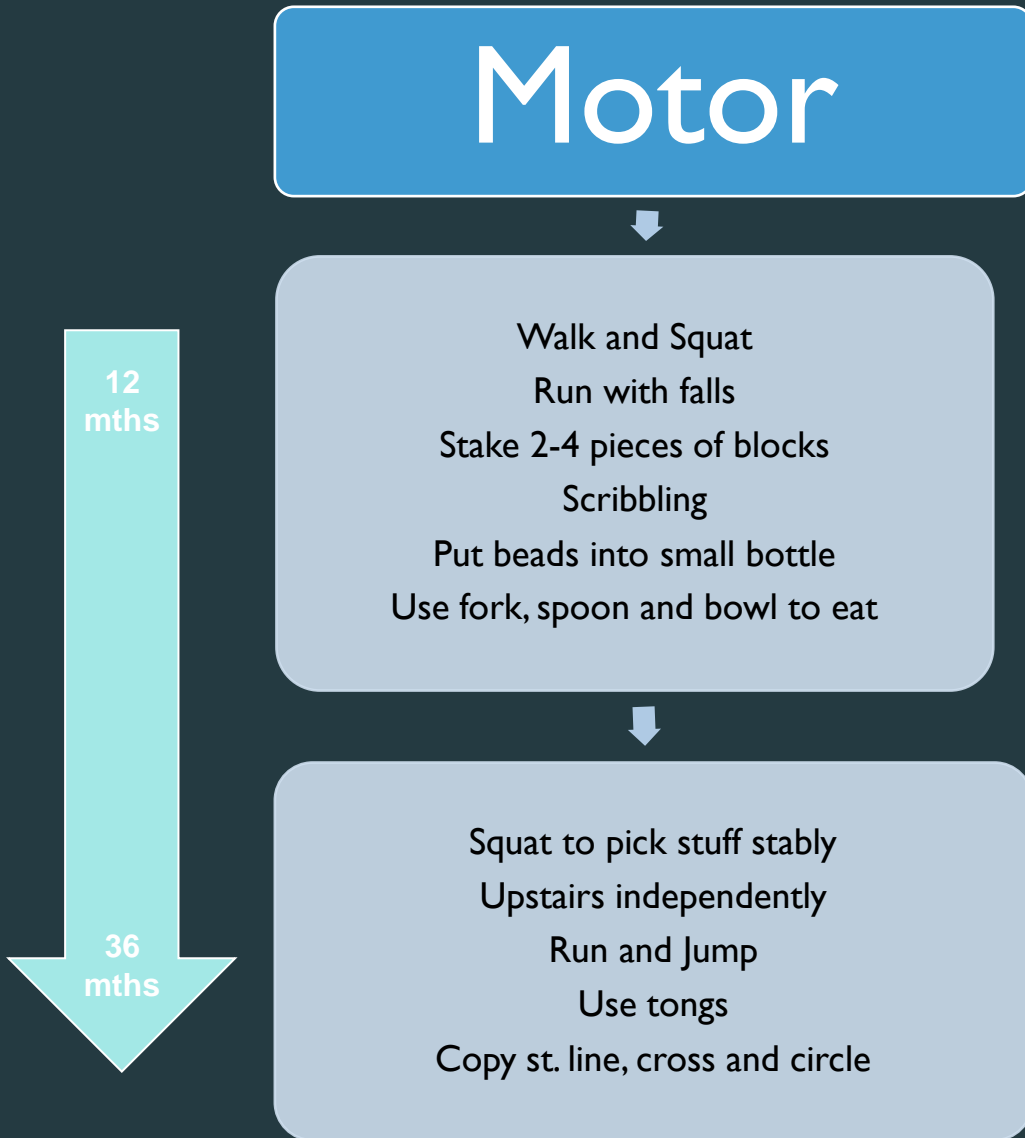 Motor
12
mths
Walk and Squat
Run with falls
Stake 2-4 pieces of blocks
Scribbling
Put beads into small bottle
Use fork, spoon and bowl to eat
36
mths
Squat to pick stuff stably
Upstairs independently
Run and Jump
Use tongs
Copy st. line, cross and circle